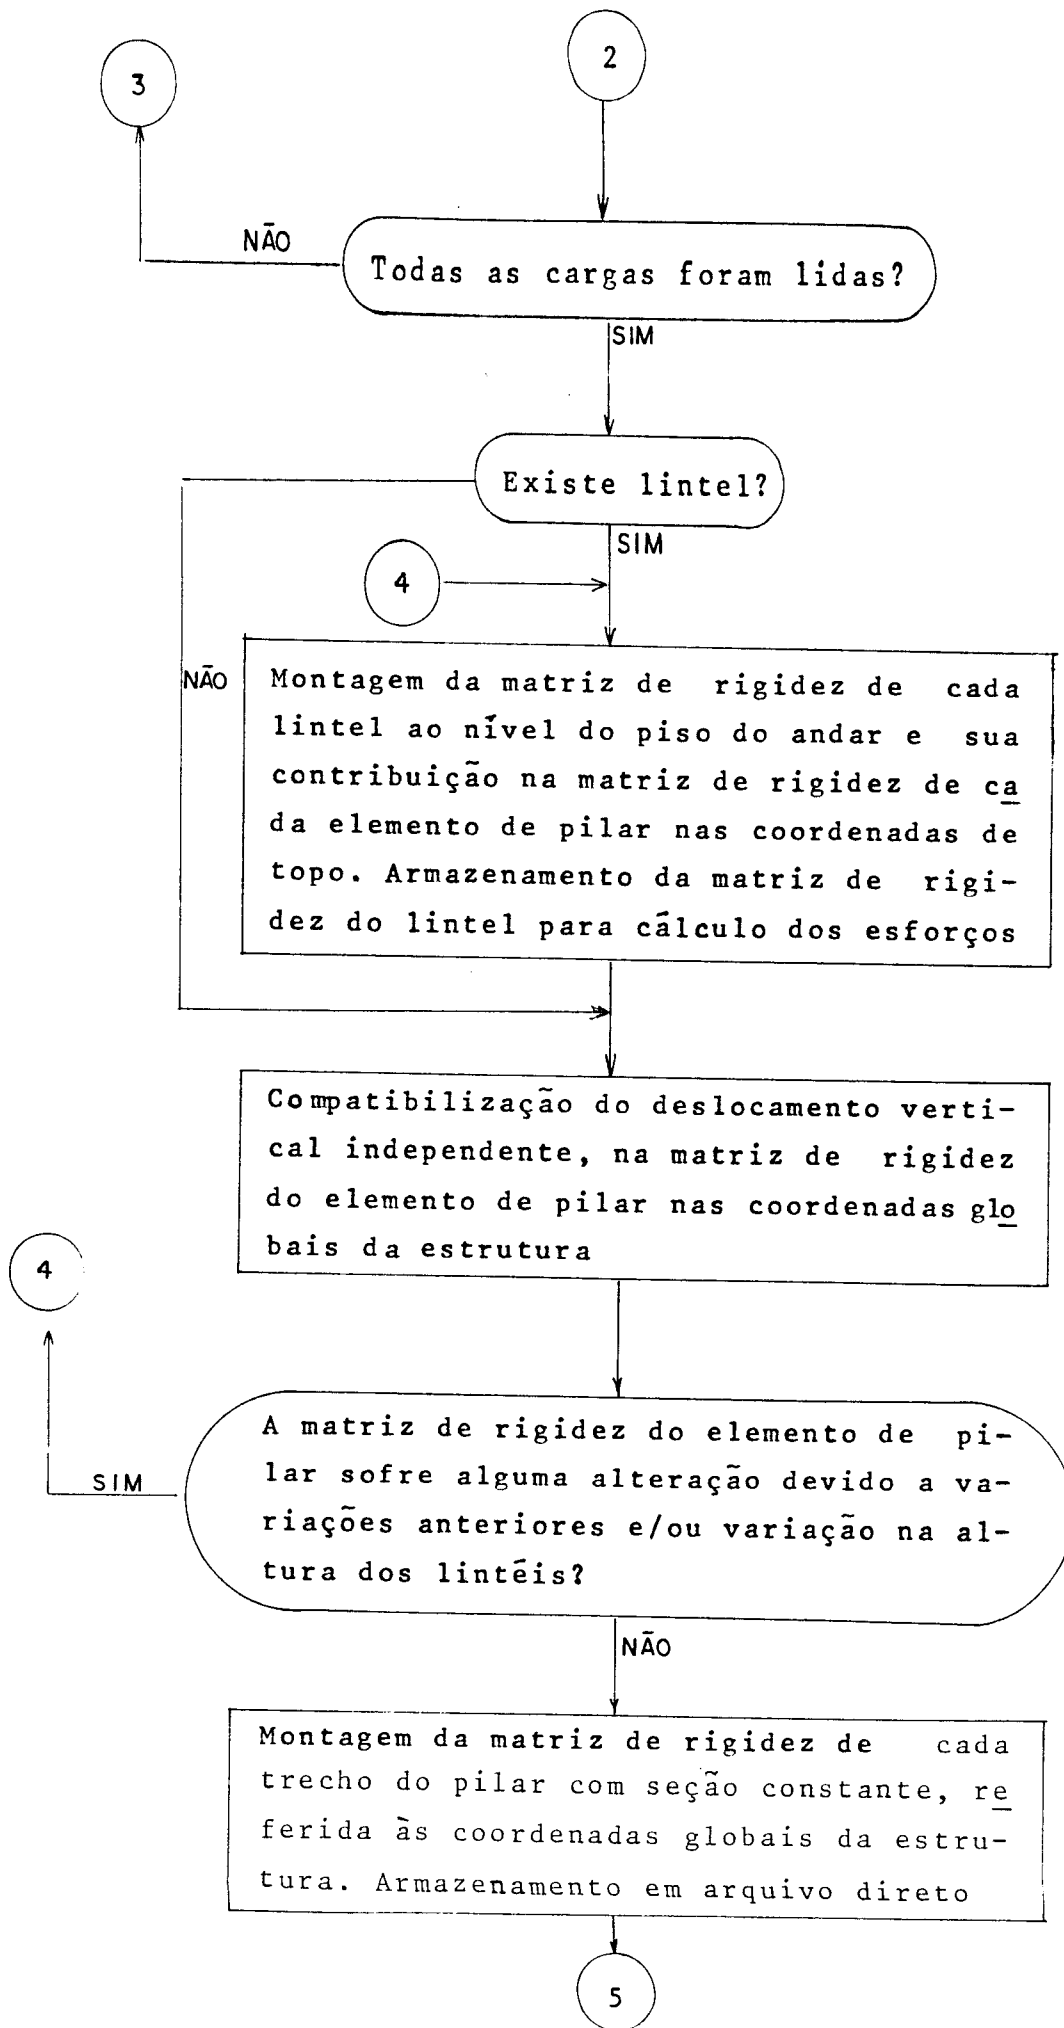 2
3
NÃO
Todas as cargas foram lidas?
SIM
Existe lintel?
SIM
4
NÃO
Montagem da matriz de rigidez de cada
lintel ao nível do piso do andar e sua
contribuição na matriz de rigidez de ca
da elemento de pilar nas coordenadas de
topo. Armazenamento da matriz de rigi-
dez do lintel para cálculo dos esforços
Compatibilização do deslocamento verti-
cal independente, na matriz de rigidez
do elemento de pilar nas coordenadas glo
bais da estrutura
4
A matriz de rigidez do elemento de pi-
lar sofre alguma alteração devido a va-
riações anteriores e/ou variação na al-
tura dos lintéis?
SIM
NÃO
Montagem da matriz de rigidez de cada
trecho do pilar com seção constante, re
ferida às coordenadas globais da estru-
tura. Armazenamento em arquivo direto
5